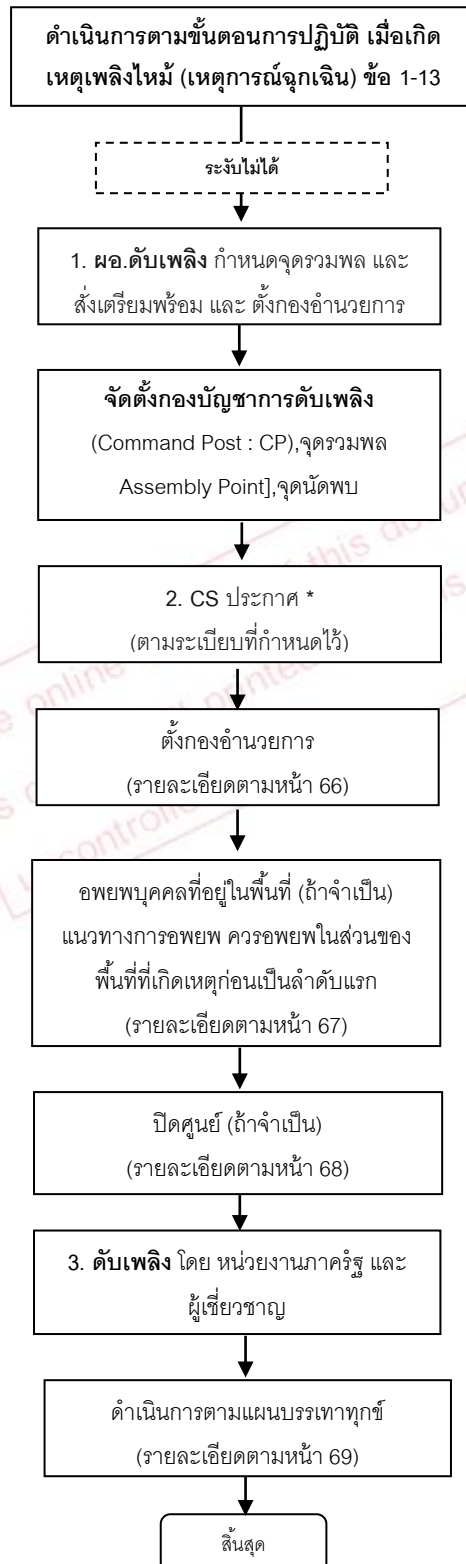 ดำเนินการตามขั้นตอนการปฏิบัติ เมื่อเกิด
เหตุเพลิงไหม้ (เหตุการณ์ฉุกเฉิน) ข้อ 1-13
ระงับไม่ได้
1. ผอ.ดับเพลิง กำหนดจุดรวมพล และ
สั่งเตรียมพร้อม และ ตั้งกองอำนวยการ
จัดตั้งกองบัญชาการดับเพลิง
(Command Post : CP),จุดรวมพล
Assembly Point],จุดนัดพบ
2. CS ประกาศ *
(ตามระเบียบที่กำหนดไว้)
ตั้งกองอำนวยการ
(รายละเอียดตามหน้า 66)
อพยพบุคคลที่อยู่ในพื้นที่ (ถ้าจำเป็น)
แนวทางการอพยพ ควรอพยพในส่วนของ
พื้นที่ที่เกิดเหตุก่อนเป็นลำดับแรก
(รายละเอียดตามหน้า 67)
ปิดศูนย์ (ถ้าจำเป็น)
(รายละเอียดตามหน้า 68)
3. ดับเพลิง โดย หน่วยงานภาครัฐ และ
ผู้เชี่ยวชาญ
ดำเนินการตามแผนบรรเทาทุกข์
(รายละเอียดตามหน้า 69)
สิ้นสุด